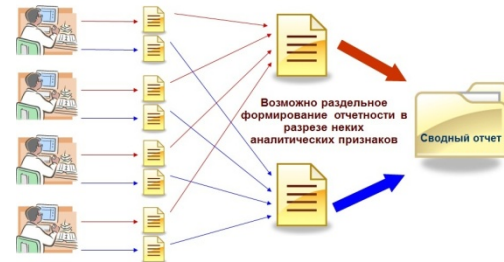 Возможно раздельное
формирование отчетности в
разрезе неких
аналитических признаков
Сводный отчет